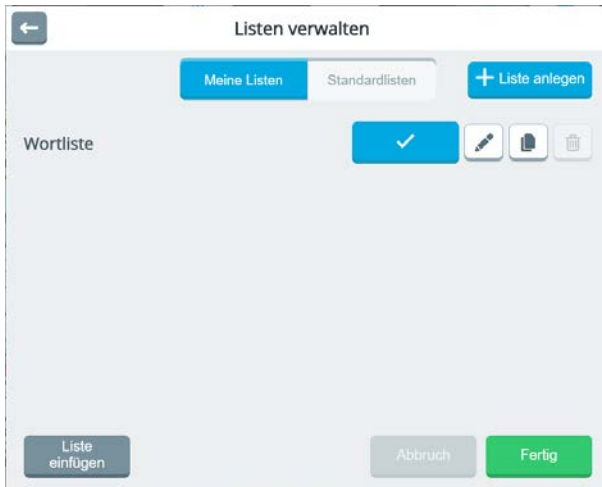 Listen verwalten
Meine Listen
Standardlisten
+ Liste anlegen
Wortliste
Liste
einfügen
Abbruch
Fertig